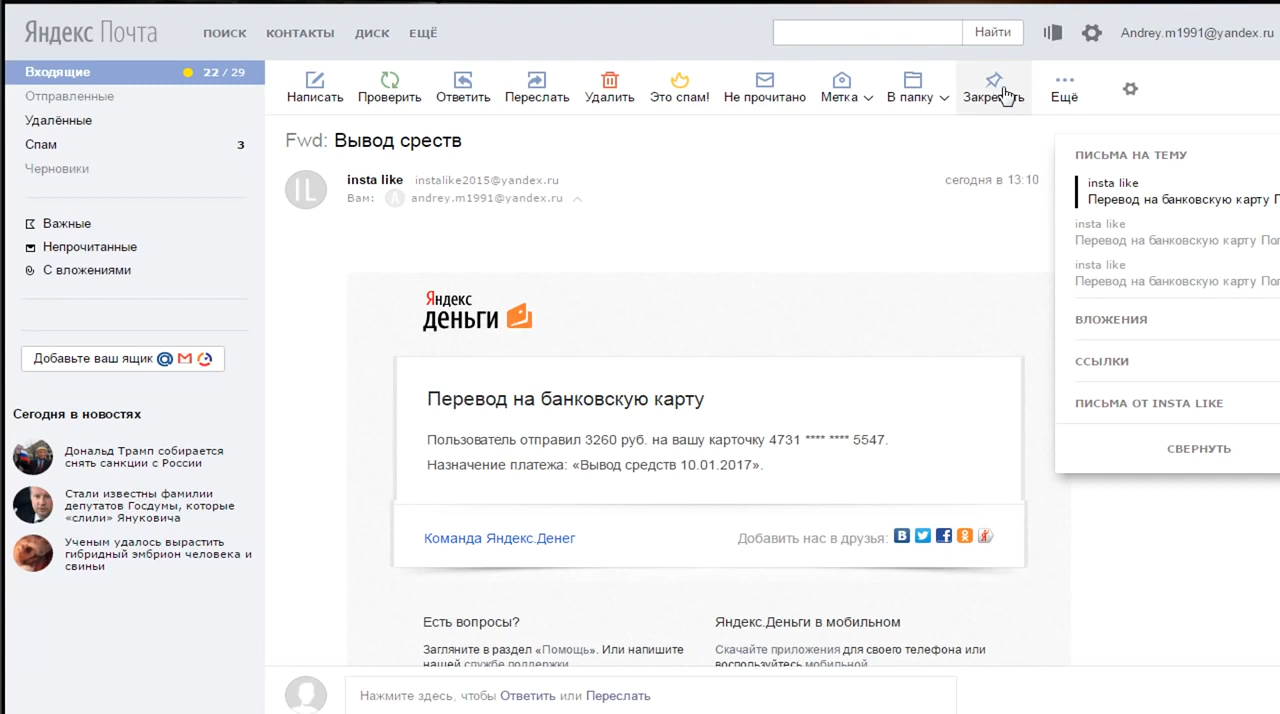 Яндекс Почта
ПОИСК КОНТАКТЫ ДИСК ЕЩЁ
Найти
Andrey.m1991@yandex.ru
Входящие 22 / 29
Отправленные
Удалённые
Спам 3
Черновики
Важные
Непрочитанные
С вложениями
Добавьте ваш ящик
Сегодня в новостях
Дональд Трамп собирается
снять санкции с России
Стали известны фамилии
депутатов Госдумы, которые
«слили» Януковича
Ученым удалось вырастить
гибридный эмбрион человека и
свиньи
Написать Проверить Ответить Переслать Удалить Это спам! Не прочитано Метка В папку Ещё
Fwd: Вывод среств
IL
insta like instalike2015@yandex.ru
сегодня в 13:10
Вам: A andrey.m1991@yandex.ru
Яндекс
деньги
Перевод на банковскую карту
Пользователь отправил 3260 руб. на вашу карточку 4731 **** **** 5547.
Назначение платежа: «Вывод средств 10.01.2017».
Команда Яндекс.Денег
Добавить нас в друзья:
Есть вопросы?
Загляните в раздел «Помощь». Или напишите
нашей службе поддержки.
Яндекс.Деньги в мобильном
Скачайте приложения для своего телефона или
воспользуйтесь мобильной
Нажмите здесь, чтобы Ответить или Переслать
ПИСЬМА НА ТЕМУ
insta like
Перевод на банковскую карту
insta like
Перевод на банковскую карту
insta like
Перевод на банковскую карту
ВЛОЖЕНИЯ
ССЫЛКИ
ПИСЬМА ОТ INSTA LIKE
СВЕРНУТЬ